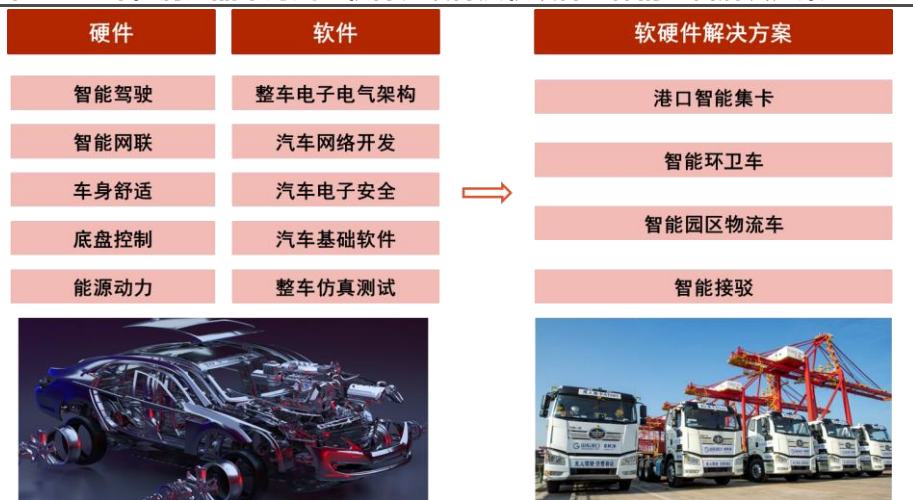 硬件
软件
软硬件解决方案
智能驾驶
整车电子电气架构
港口智能集卡
智能网联
汽车网络开发
智能环卫车
车身舒适
汽车电子安全
智能园区物流车
底盘控制
汽车基础软件
能源动力
整车仿真测试
智能接驳